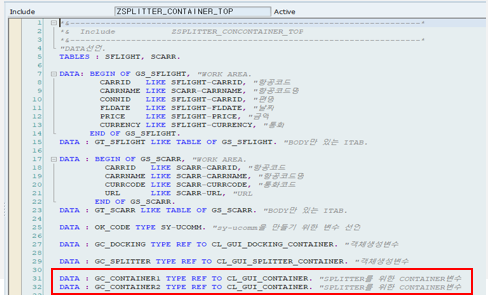 Include ZSPLITTER_CONTAINER_TOP Active
1 *&---------------------------------------------------------------------*
2 *& Include ZSPLITTER_CONCONTAINER_TOP
3 *&---------------------------------------------------------------------*
4 "DATA선언.
5 TABLES : SFLIGHT, SCARR.
6
7 DATA: BEGIN OF GS_SFLIGHT, "WORK AREA.
8 CARRID LIKE SFLIGHT-CARRID, "항공코드
9 CARRNAME LIKE SCARR-CARRNAME, "항공코드명
10 CONNID LIKE SFLIGHT-CARRID, "편명
11 FLDATE LIKE SFLIGHT-FLDATE, "날짜
12 PRICE LIKE SFLIGHT-PRICE, "금액
13 CURRENCY LIKE SFLIGHT-CURRENCY, "통화
14 END OF GS_SFLIGHT.
15 DATA : GT_SFLIGHT LIKE TABLE OF GS_SFLIGHT. "BODY만 있는 ITAB.
16
17 DATA : BEGIN OF GS_SCARR, "WORK AREA.
18 CARRID LIKE SCARR-CARRID, "항공코드
19 CARRNAME LIKE SCARR-CARRNAME, "항공코드명
20 CURRCODE LIKE SCARR-CURRCODE, "통화코드
21 URL LIKE SCARR-URL, "URL
22 END OF GS_SCARR.
23 DATA : GT_SCARR LIKE TABLE OF GS_SCARR. "BODY만 있는 ITAB.
24
25 DATA : OK_CODE TYPE SY-UCOMM. "sy-ucomm를 만들기 위한 변수 선언
26
27 DATA : GC_DOCKING TYPE REF TO CL_GUI_DOCKING_CONTAINER. "객체생성변수
28
29 DATA : GC_SPLITTER TYPE REF TO CL_GUI_SPLITTER_CONTAINER. "객체생성변수
30
31 DATA : GC_CONTAINER1 TYPE REF TO CL_GUI_CONTAINER. "SPLITTER를 위한 CONTAINER변수
32 DATA : GC_CONTAINER2 TYPE REF TO CL_GUI_CONTAINER. "SPLITTER를 위한 CONTAINER변수